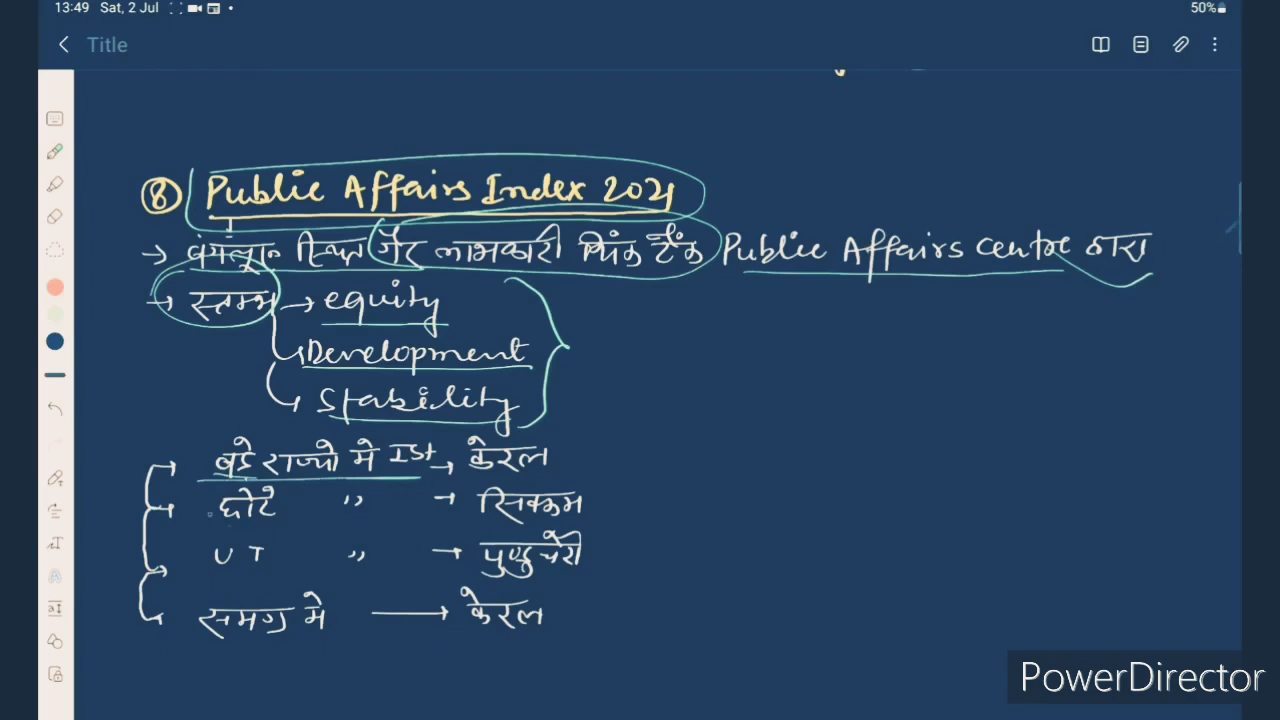 13:49 Sat, 2 Jul 50%
Title
⑧ Public Affairs Index 2021
→ बंगलूरू स्थित गैर लाभकारी थिंक टैंक Public Affairs Centre द्वारा
→ स्तम्भ → equity
Development
Stability
→ बडे राज्यो मे Ist → केरल
→ छोटे " → सिक्कम
→ UT " → पुण्डुचेरी
→ समग्र मे → केरल
PowerDirector